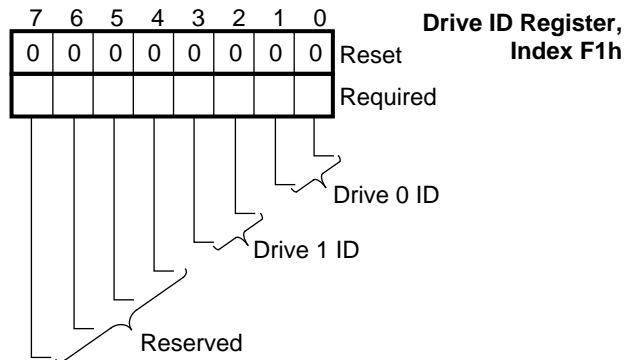 Drive ID Register,
Index F1h
7 6 5 4 3 2 1 0
0 0 0 0 0 0 0 0 Reset
Required
Drive 0 ID
Drive 1 ID
Reserved